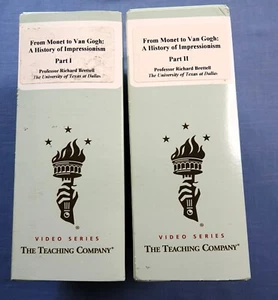 From Monet to Van Gogh:
A History of Impressionism
Part I
Professor Richard Brettell
The University of Texas at Dallas
VIDEO SERIES
THE TEACHING COMPANY®
From Monet to Van Gogh:
A History of Impressionism
Part II
Professor Richard Brettell
The University of Texas at Dallas
VIDEO SERIES
THE TEACHING COMPANY®